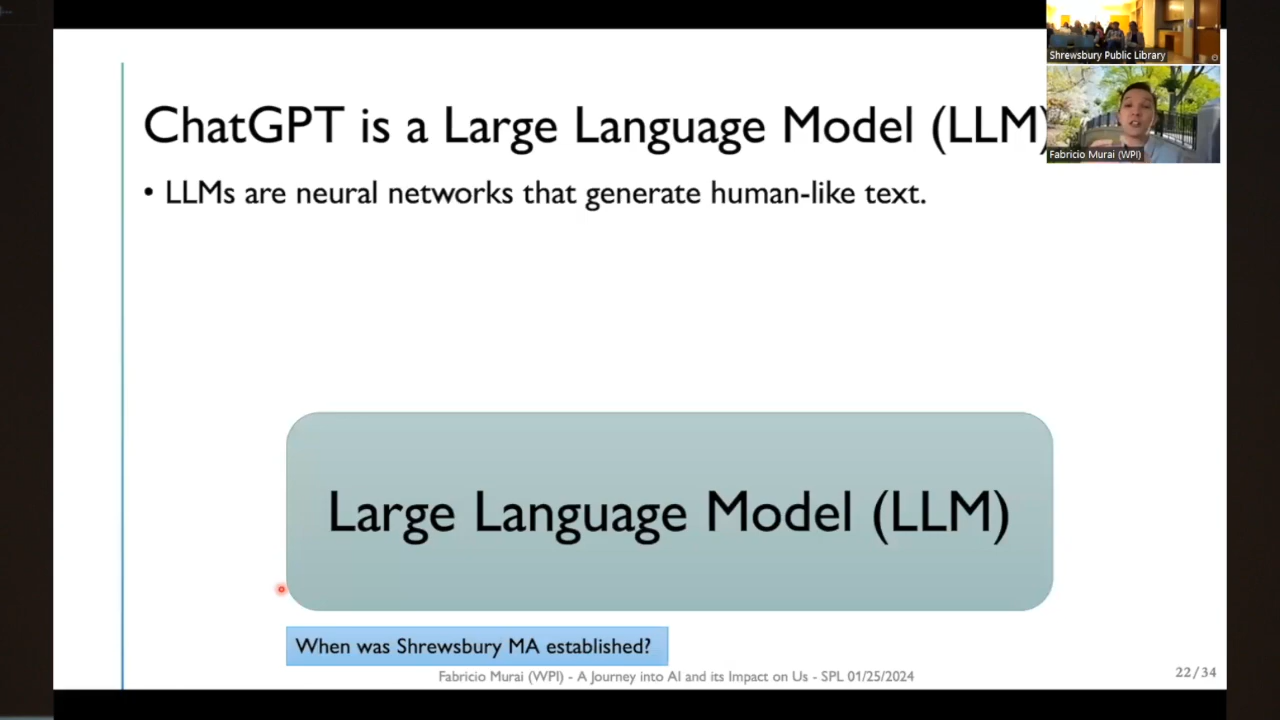 Shrewsbury Public Library
ChatGPT is a Large Language Model (LLM)
Fabricio Murai (WPI)
• LLMs are neural networks that generate human-like text.
Large Language Model (LLM)
When was Shrewsbury MA established?
Fabricio Murai (WPI) - A Journey into AI and its Impact on Us - SPL 01/25/2024
22/34